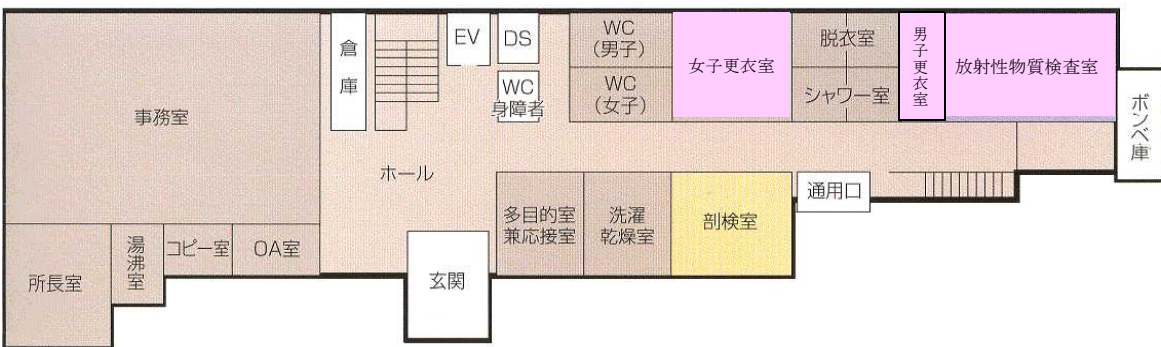 事務室
倉庫
EV
DS
WC
身障者
WC
(男子)
WC
(女子)
女子更衣室
脱衣室
シャワー室
男子更衣室
放射性物質検査室
ボンベ庫
ホール
多目的室
兼応接室
洗濯
乾燥室
剖検室
通用口
所長室
湯沸室
コピー室
OA室
玄関